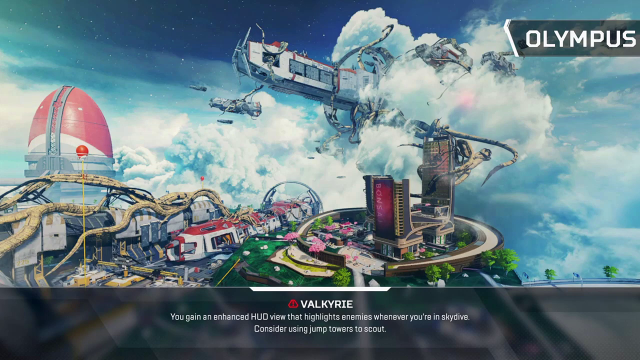 OLYMPUS
VALKYRIE
You gain an enhanced HUD view that highlights enemies whenever you're in skydive.
Consider using jump towers to scout.